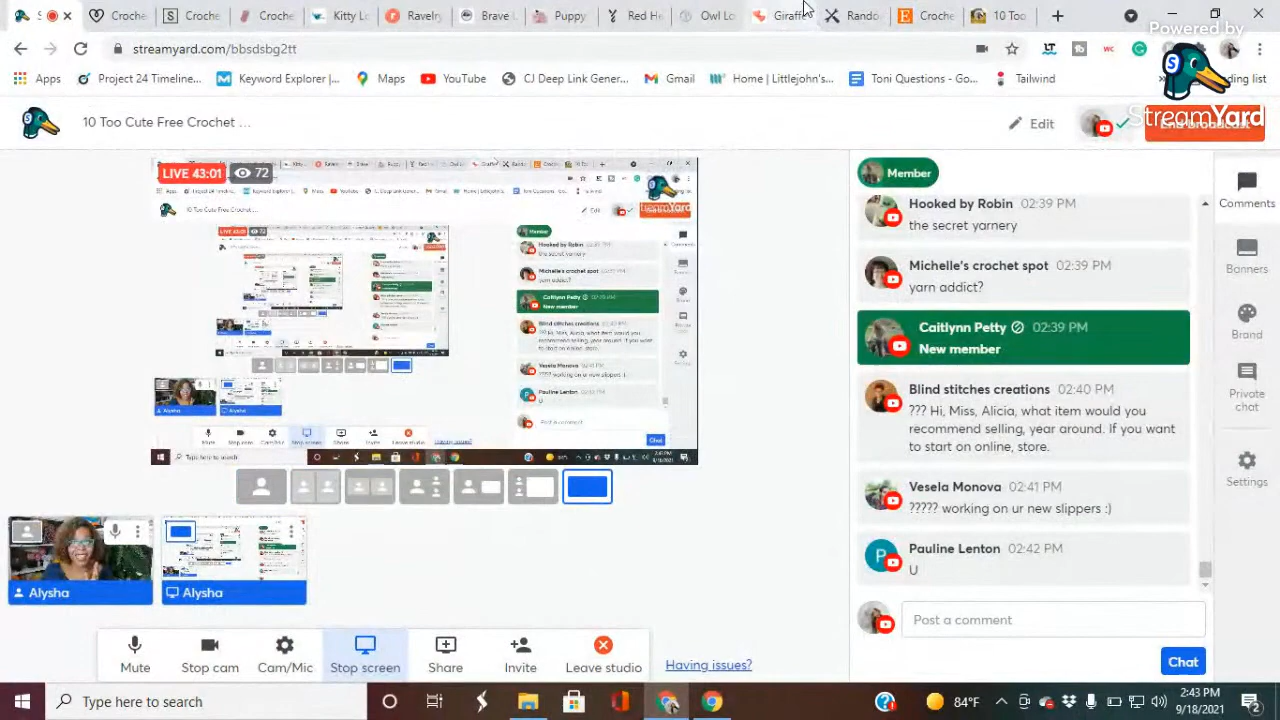 Crochet
Crochet
Kitty L
Ravelry
Brave
Puppy
Red He
Owl Lo
Giraff
Rando
Croche
10 Too
Powered by
streamyard.com/bbsdsbg2tt
Apps
Project 24 Timeline...
Keyword Explorer |...
Maps
YouTube
CJ Deep Link Gener...
Gmail
Home | Littlejohn's...
Tosts Questions - Go...
Tailwind
StreamYard
10 Too Cute Free Crochet ...
Edit
End broadcast
LIVE 43:01 72
Member
Hooked by Robin 02:39 PM
the secret yarnery
Michelle's crochet spot 02:39 PM
yarn addict?
Caitlynn Petty 02:39 PM
New member
Blind stitches creations 02:40 PM
??? Hi, Miss, Alicia, what item would you
recommend selling, year around. If you want
to start on online, store.
Vesela Monova 02:41 PM
????? working on ur new slippers :)
Pauline Lenton 02:42 PM
U
Comments
Banners
Brand
Private
chat
Settings
Alysha
Alysha
Post a comment
Chat
Mute
Stop cam
Cam/Mic
Stop screen
Share
Invite
Leave studio
Having issues?
Type here to search
84°F
2:43 PM
9/18/2021
2